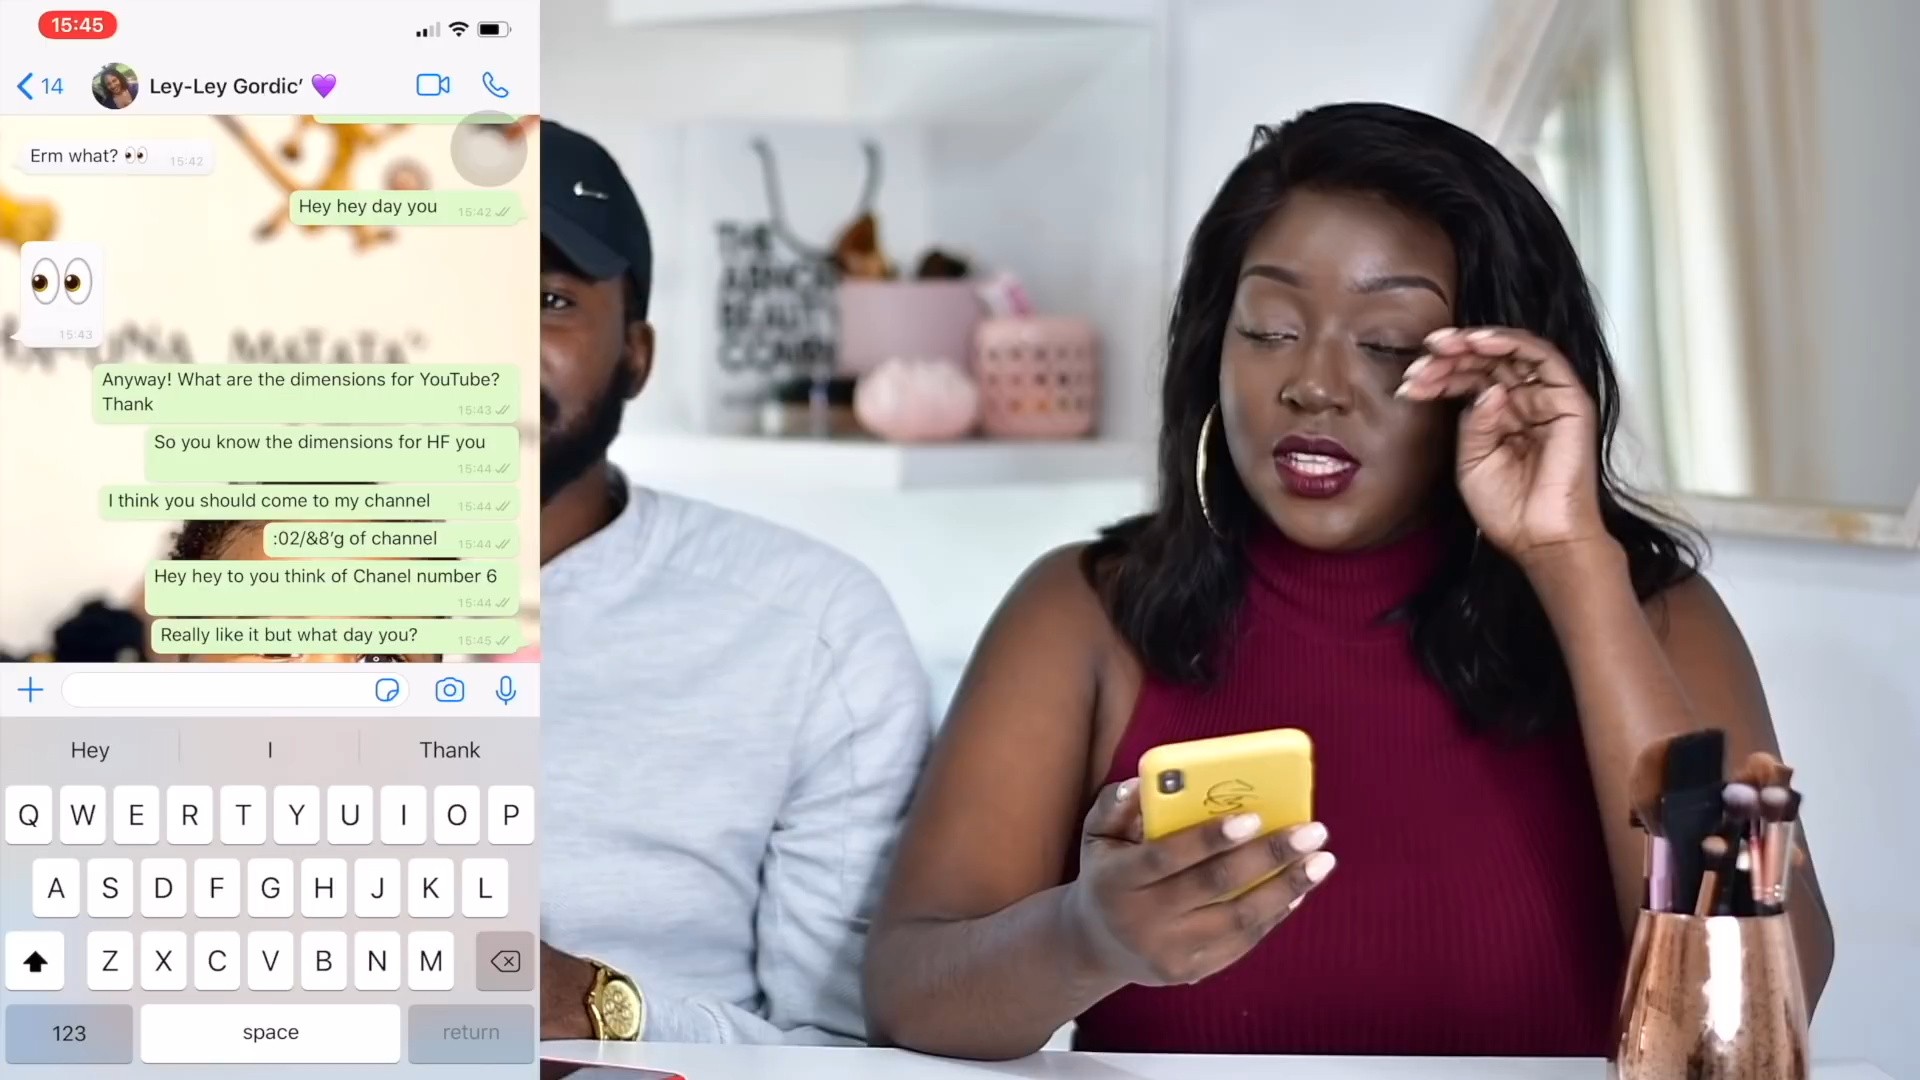 15:45
14
Ley-Ley Gordic' 💜
Erm what? 👀 15:42
Hey hey day you 15:42
👀
15:43
Anyway! What are the dimensions for YouTube?
Thank 15:43
So you know the dimensions for HF you
15:44
I think you should come to my channel 15:44
:02/&8'g of channel 15:44
Hey hey to you think of Chanel number 6
15:44
Really like it but what day you? 15:45
Hey I Thank
Q W E R T Y U I O P
A S D F G H J K L
Z X C V B N M
123 space return
MATATA"
THE